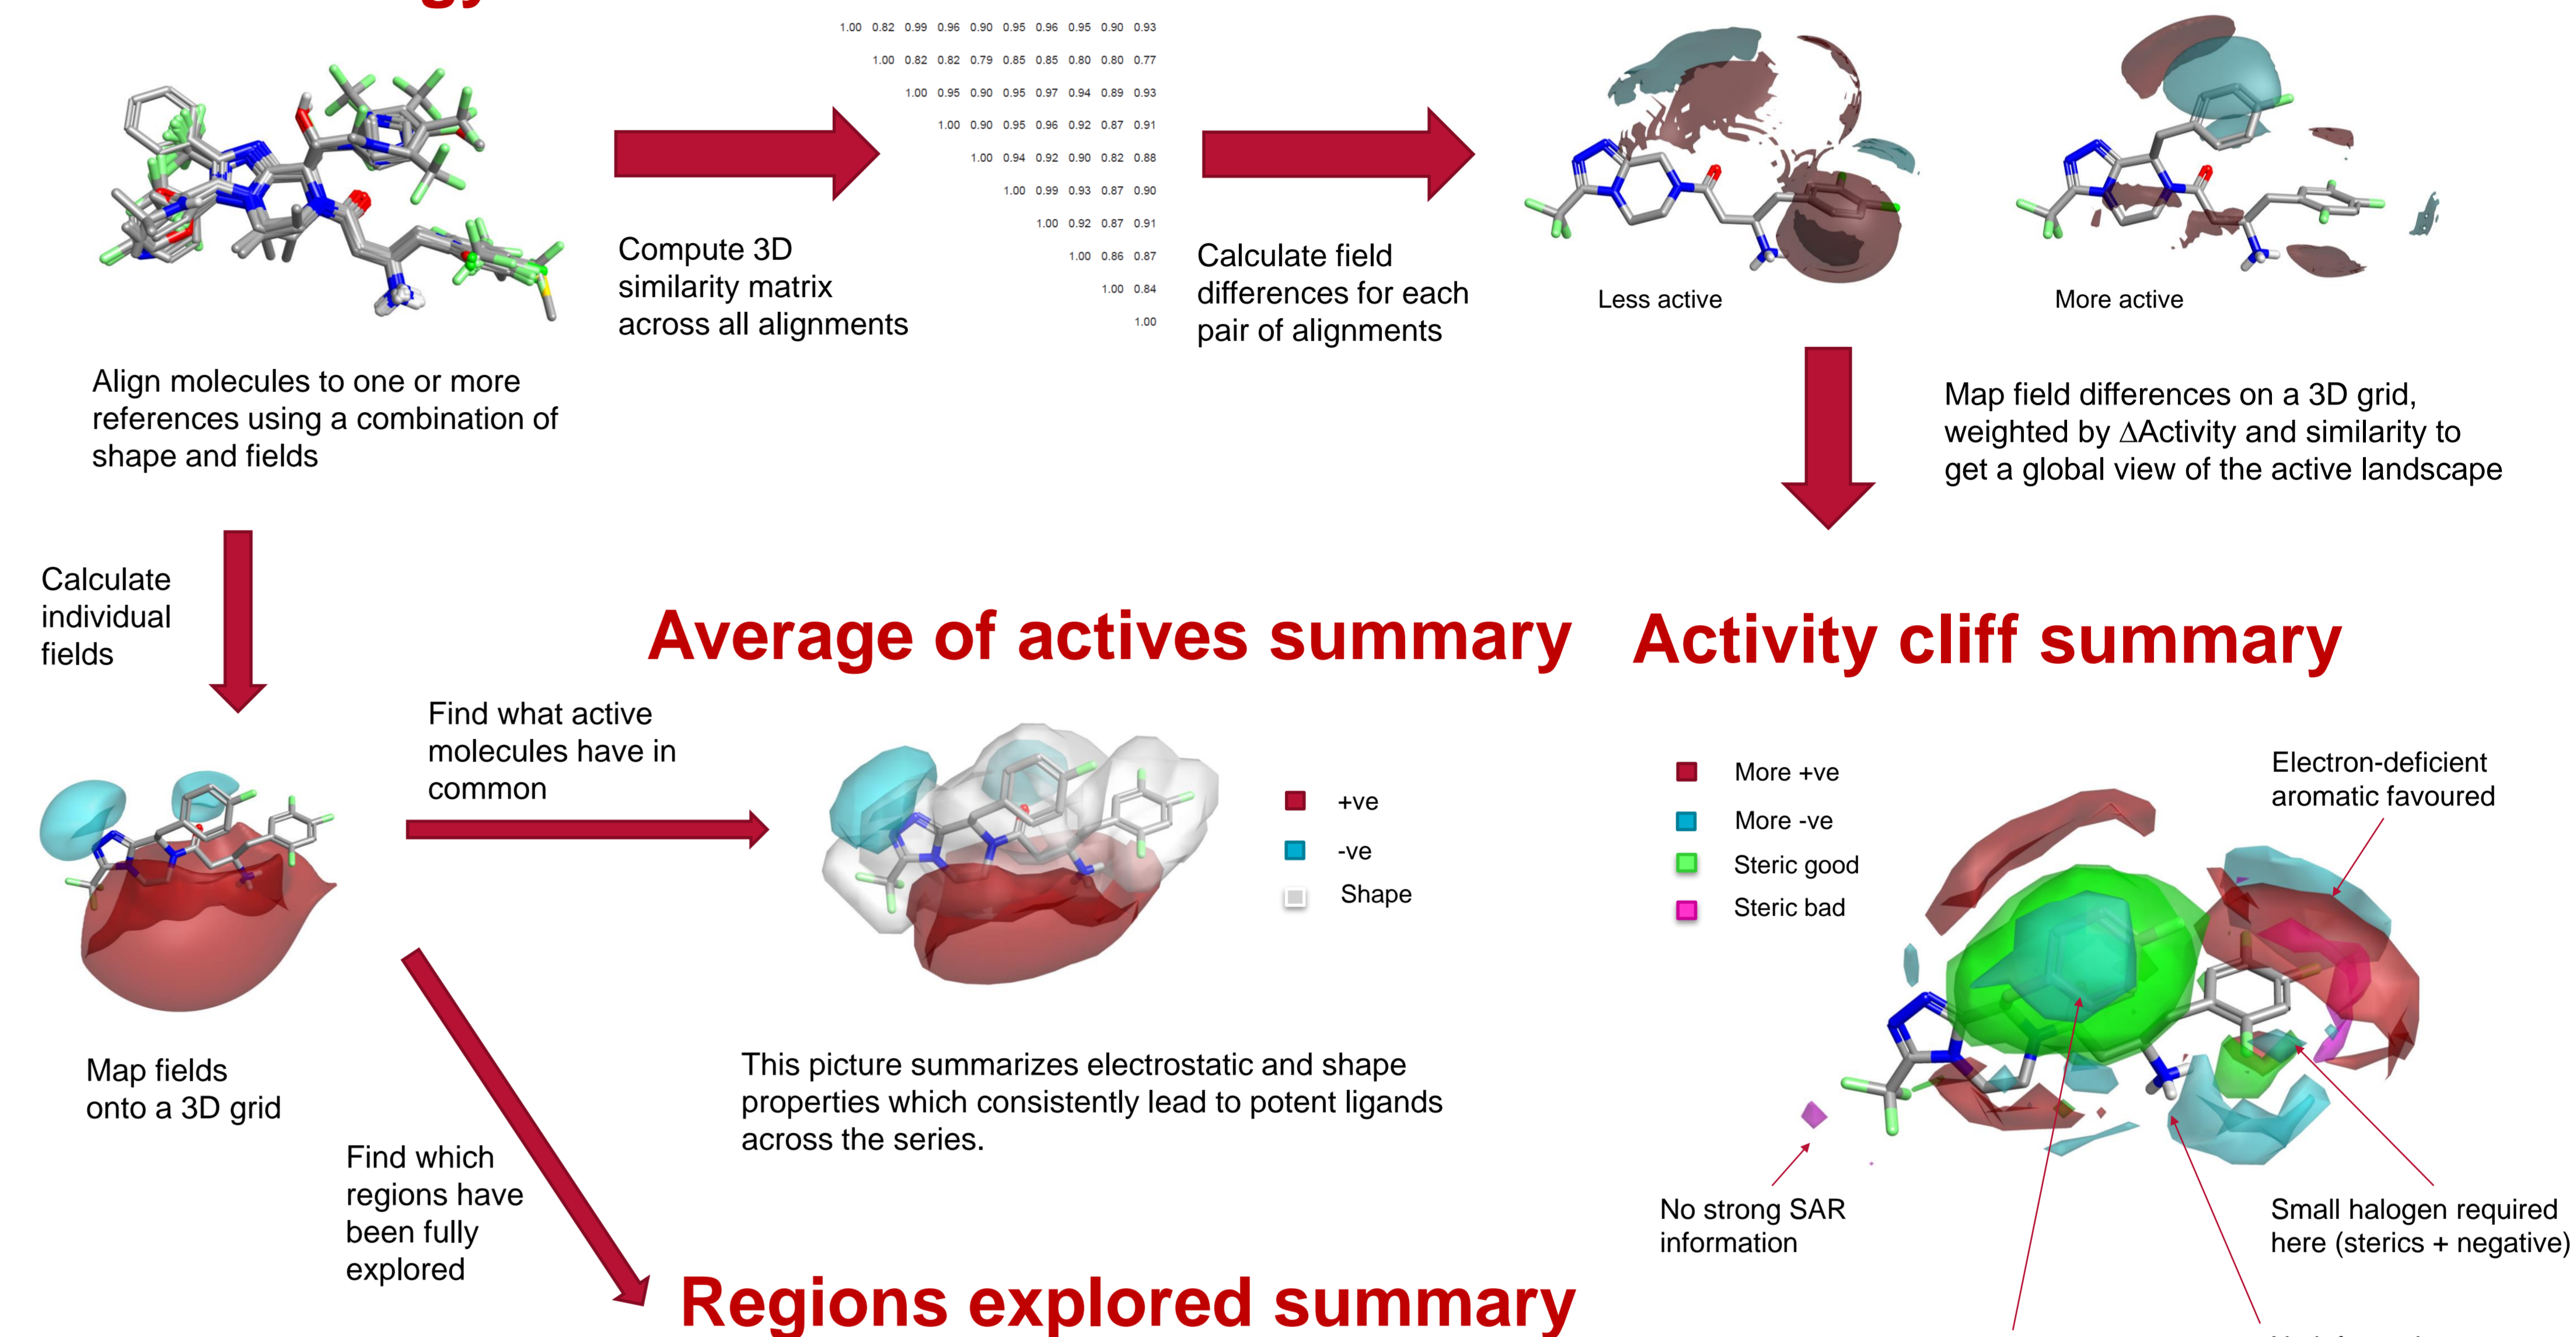 1.00 0.82 0.99 0.96 0.90 0.95 0.96 0.95 0.90 0.93
1.00 0.82 0.82 0.79 0.85 0.85 0.80 0.80 0.77
1.00 0.95 0.90 0.95 0.97 0.94 0.89 0.93
1.00 0.90 0.95 0.96 0.92 0.87 0.91
1.00 0.94 0.92 0.90 0.82 0.88
1.00 0.99 0.93 0.87 0.90
1.00 0.92 0.87 0.91
1.00 0.86 0.87
1.00 0.84
1.00
Compute 3D
similarity matrix
across all alignments
Calculate field
differences for each
pair of alignments
Less active
More active
Align molecules to one or more
references using a combination of
shape and fields
Map field differences on a 3D grid,
weighted by ΔActivity and similarity to
get a global view of the active landscape
Calculate
individual
fields
Average of actives summary
Activity cliff summary
Find what active
molecules have in
common
+ve
-ve
Shape
More +ve
More -ve
Steric good
Steric bad
Electron-deficient
aromatic favoured
Map fields
onto a 3D grid
This picture summarizes electrostatic and shape
properties which consistently lead to potent ligands
across the series.
Find which
regions have
been fully
explored
No strong SAR
information
Small halogen required
here (sterics + negative)
Regions explored summary